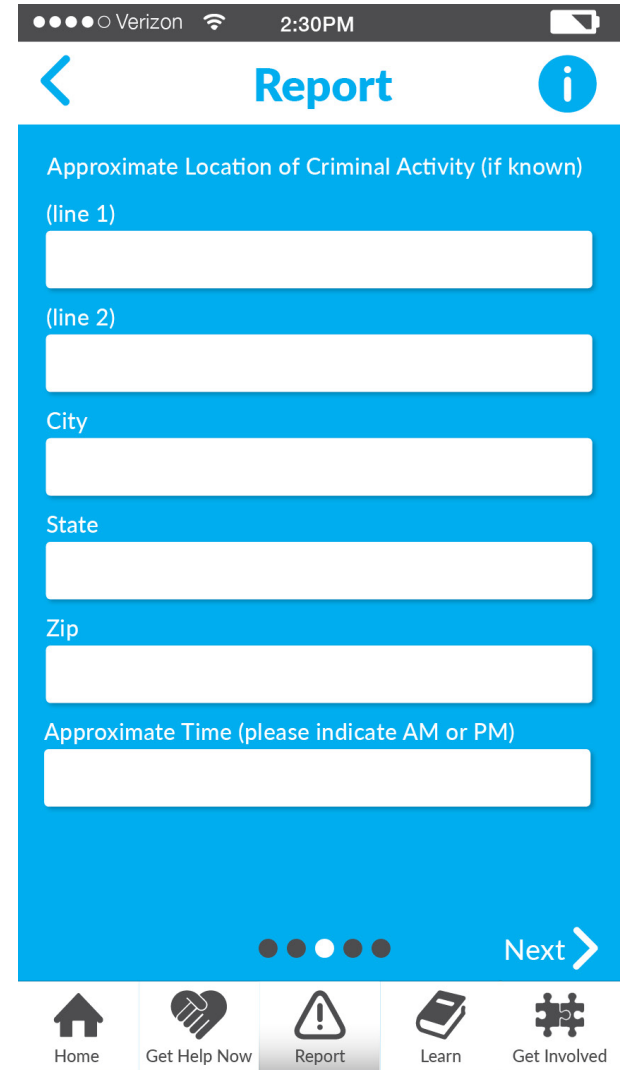 Verizon 2:30PM
Report
Approximate Location of Criminal Activity (if known)
(line 1)
(line 2)
City
State
Zip
Approximate Time (please indicate AM or PM)
Next
Home Get Help Now Report Learn Get Involved